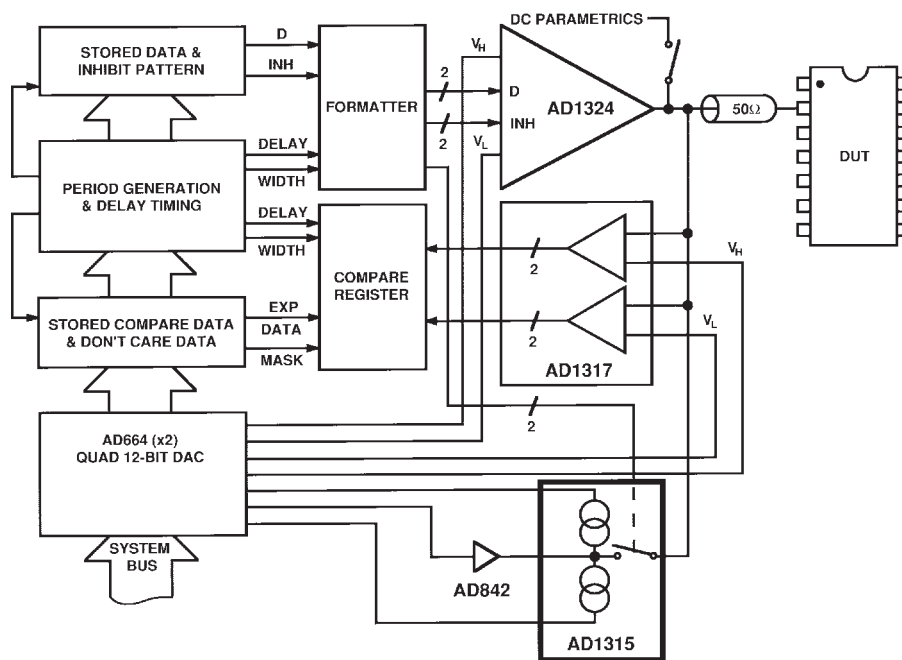 DC PARAMETRICS
STORED DATA &
INHIBIT PATTERN
D
INH
FORMATTER
VH
2
D
AD1324
2
INH
VL
50Ω
DUT
PERIOD GENERATION
& DELAY TIMING
DELAY
WIDTH
DELAY
WIDTH
COMPARE
REGISTER
2
VH
2
VL
AD1317
STORED COMPARE DATA
& DON'T CARE DATA
EXP
DATA
MASK
2
AD664 (x2)
QUAD 12-BIT DAC
SYSTEM
BUS
AD842
AD1315